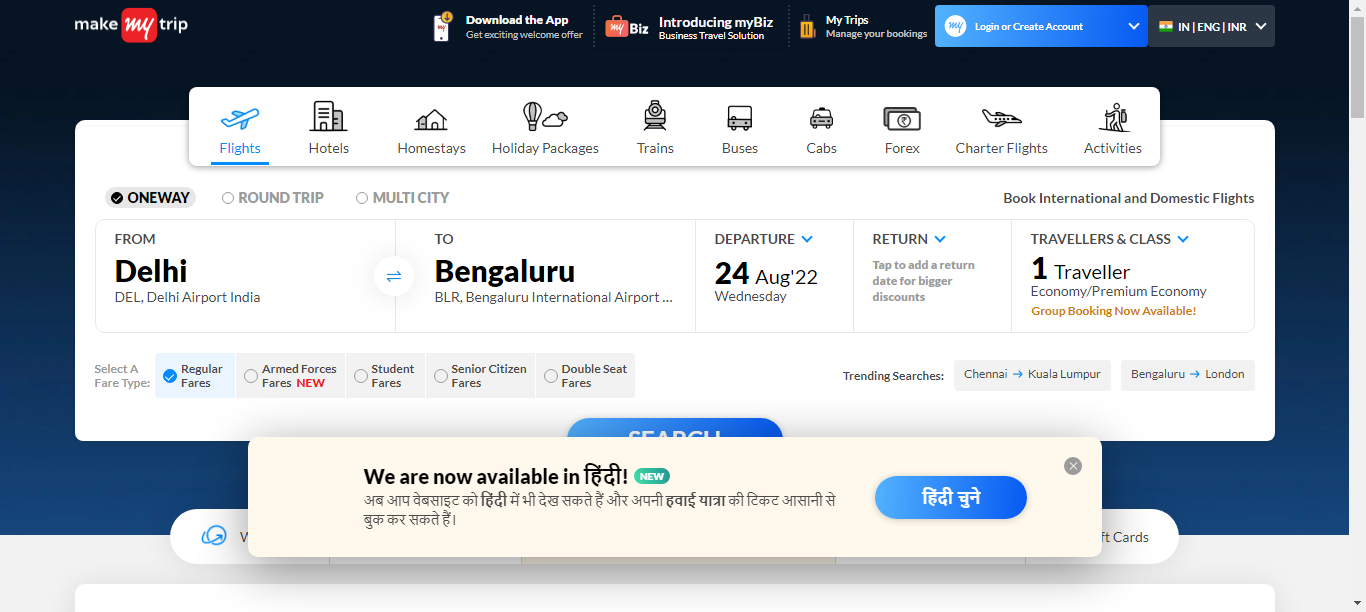 make my trip
Download the App
Get exciting welcome offer
my Biz
Introducing myBiz
Business Travel Solution
My Trips
Manage your bookings
my
Login or Create Account
IN | ENG | INR
Flights
Hotels
Homestays
Holiday Packages
Trains
Buses
Cabs
Forex
Charter Flights
Activities
ONEWAY
ROUND TRIP
MULTI CITY
Book International and Domestic Flights
FROM
Delhi
DEL, Delhi Airport India
TO
Bengaluru
BLR, Bengaluru International Airport ...
DEPARTURE
24 Aug'22
Wednesday
RETURN
Tap to add a return
date for bigger
discounts
TRAVELLERS & CLASS
1 Traveller
Economy/Premium Economy
Group Booking Now Available!
Select A
Fare Type:
Regular
Fares
Armed Forces
Fares NEW
Student
Fares
Senior Citizen
Fares
Double Seat
Fares
Trending Searches:
Chennai → Kuala Lumpur
Bengaluru → London
SEARCH
We are now available in हिंदी! NEW
अब आप वेबसाइट को हिंदी में भी देख सकते हैं और अपनी हवाई यात्रा की टिकट आसानी से
बुक कर सकते हैं।
हिंदी चुने
ft Cards